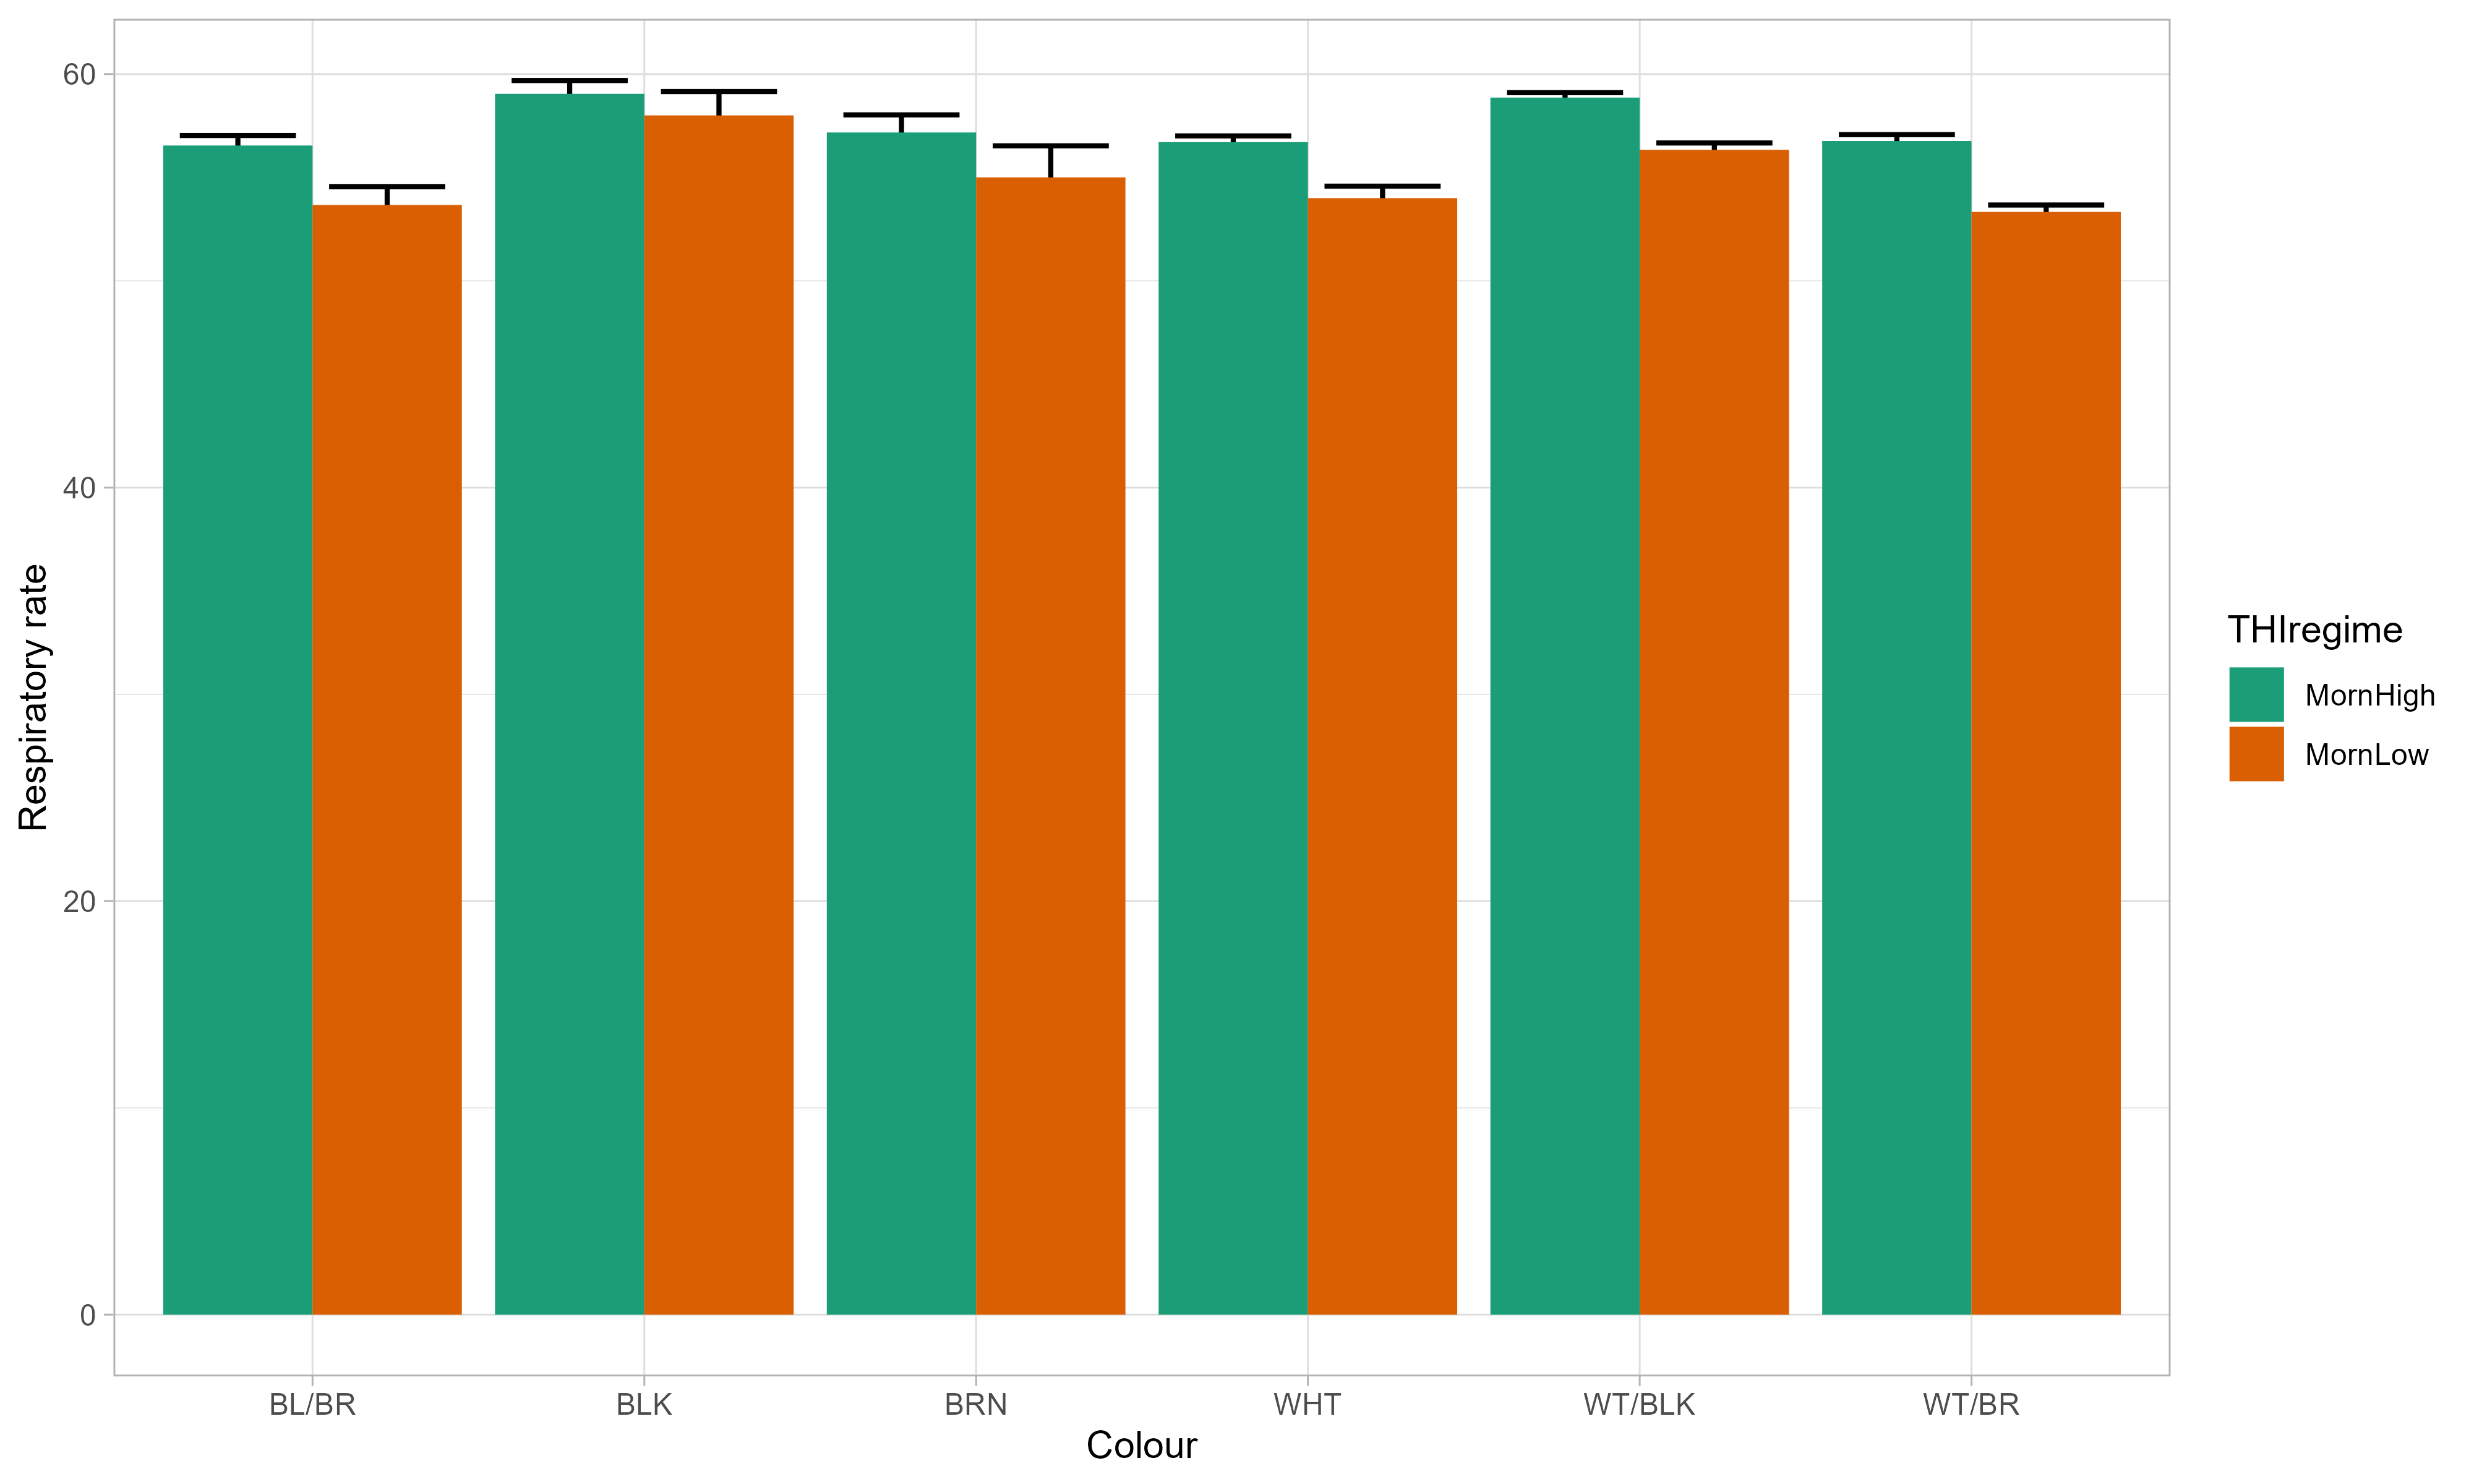 Respiratory rate
60
40
20
0
BL/BR
BLK
BRN
WHT
WT/BLK
WT/BR
Colour
THIregime
MornHigh
MornLow